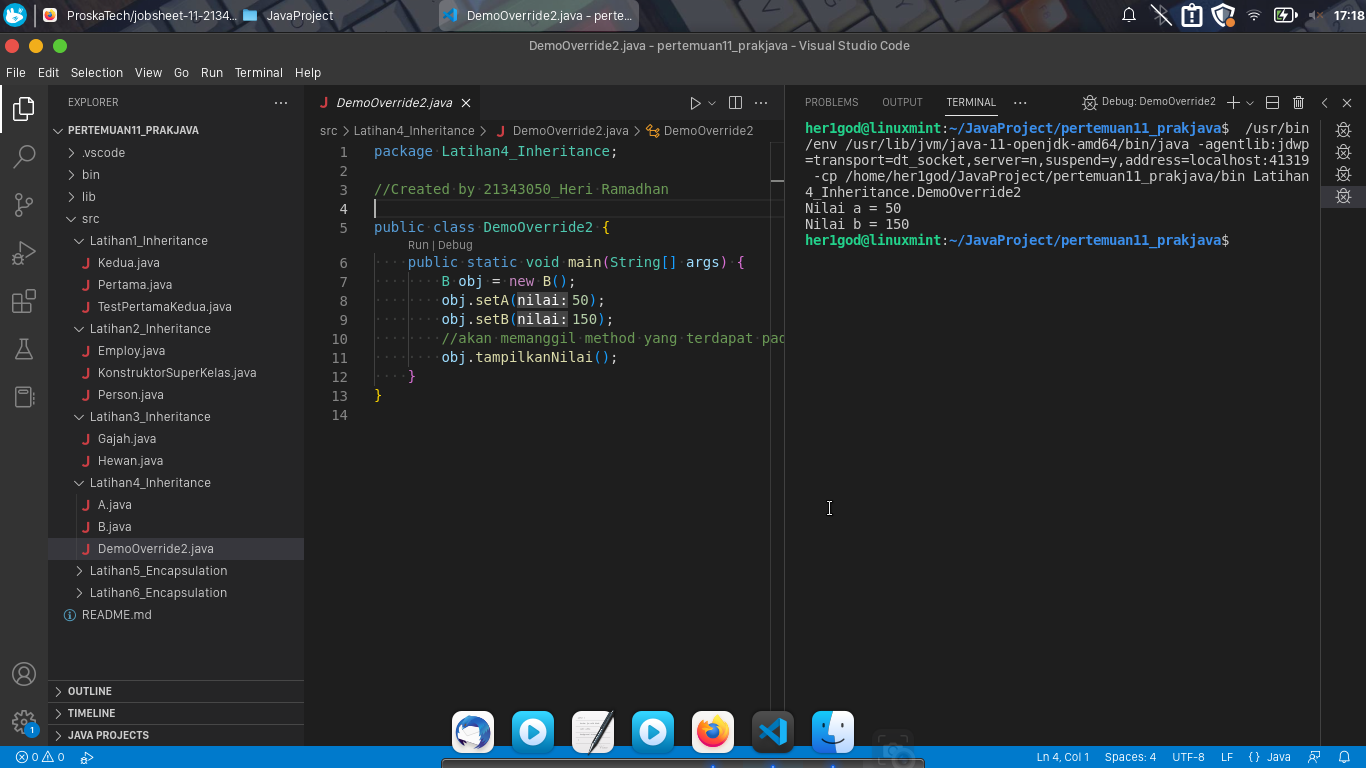 ProskaTech/jobsheet-11-2134...
JavaProject
DemoOverride2.java - perte...
17:18
DemoOverride2.java - pertemuan11_prakjava - Visual Studio Code
File Edit Selection View Go Run Terminal Help
EXPLORER
PERTEMUAN11_PRAKJAVA
.vscode
bin
lib
src
Latihan1_Inheritance
Kedua.java
Pertama.java
TestPertamaKedua.java
Latihan2_Inheritance
Employ.java
KonstruktorSuperKelas.java
Person.java
Latihan3_Inheritance
Gajah.java
Hewan.java
Latihan4_Inheritance
A.java
B.java
DemoOverride2.java
Latihan5_Encapsulation
Latihan6_Encapsulation
README.md
OUTLINE
TIMELINE
JAVA PROJECTS
DemoOverride2.java
src > Latihan4_Inheritance > DemoOverride2.java > DemoOverride2
1 package Latihan4_Inheritance;
2
3 //Created by 21343050_Heri Ramadhan
4
5 public class DemoOverride2 {
Run | Debug
6 public static void main(String[] args) {
7 B obj = new B();
8 obj.setA(nilai: 50);
9 obj.setB(nilai: 150);
10 //akan memanggil method yang terdapat pad
11 obj.tampilkanNilai();
12 }
13 }
14
PROBLEMS OUTPUT TERMINAL ... Debug: DemoOverride2
her1god@linuxmint:~/JavaProject/pertemuan11_prakjava$ /usr/bin
/env /usr/lib/jvm/java-11-openjdk-amd64/bin/java -agentlib:jdwp
=transport=dt_socket,server=n,suspend=y,address=localhost:41319
-cp /home/her1god/JavaProject/pertemuan11_prakjava/bin Latihan
4_Inheritance.DemoOverride2
Nilai a = 50
Nilai b = 150
her1god@linuxmint:~/JavaProject/pertemuan11_prakjava$
1
0 0
Ln 4, Col 1 Spaces: 4 UTF-8 LF {} Java